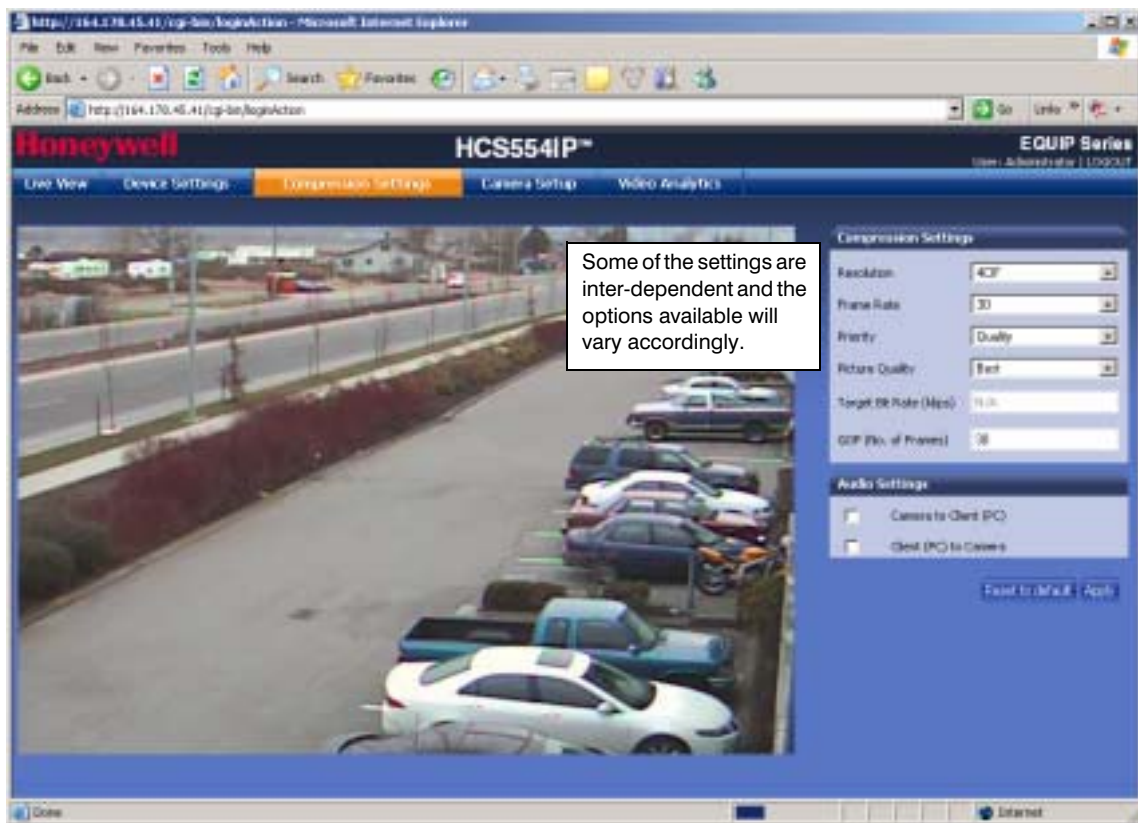 http://164.178.45.41/cgi-bin/loginAction - Microsoft Internet Explorer
File Edit View Favorites Tools Help
Back Search Favorites
Address http://164.178.45.41/cgi-bin/loginAction Go Links
Honeywell HCS554IP™ EQUIP Series
User: Administrator | LOGOUT
Live View Device Settings Compression Settings Camera Setup Video Analytics
Some of the settings are
inter-dependent and the
options available will
vary accordingly.
Compression Settings
Resolution 4CIF
Frame Rate 30
Priority Quality
Picture Quality Best
Target Bit Rate (kbps) N/A
GOP (No. of Frames)
Audio Settings
Camera to Client (PC)
Client (PC) to Camera
Reset to default Apply
Done Internet